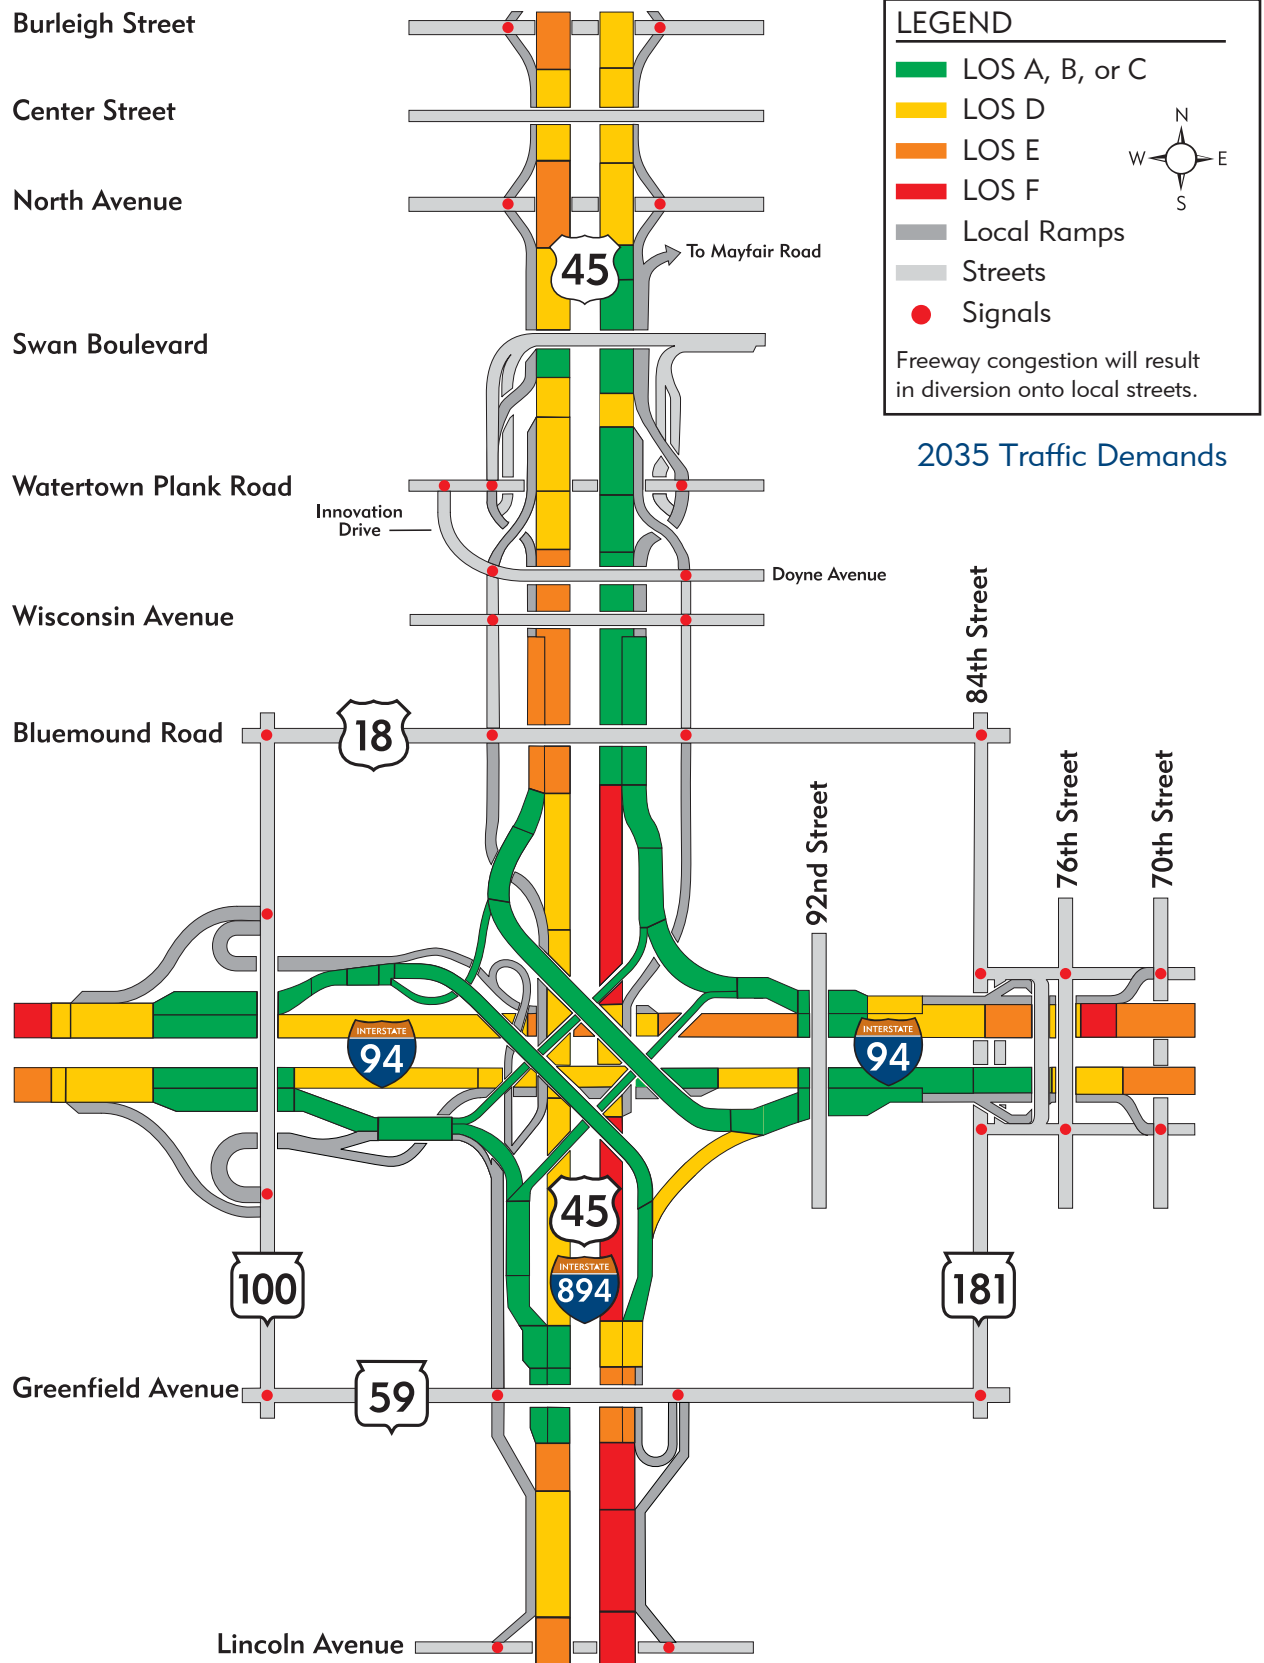 Burleigh Street
Center Street
North Avenue
45
To Mayfair Road
Swan Boulevard
Watertown Plank Road
Innovation
Drive
Doyne Avenue
Wisconsin Avenue
Bluemound Road
18
84th Street
92nd Street
76th Street
70th Street
INTERSTATE
94
INTERSTATE
94
45
INTERSTATE
894
100
181
Greenfield Avenue
59
Lincoln Avenue
LEGEND
LOS A, B, or C
LOS D
LOS E
LOS F
Local Ramps
Streets
Signals
N
W E
S
Freeway congestion will result
in diversion onto local streets.
2035 Traffic Demands